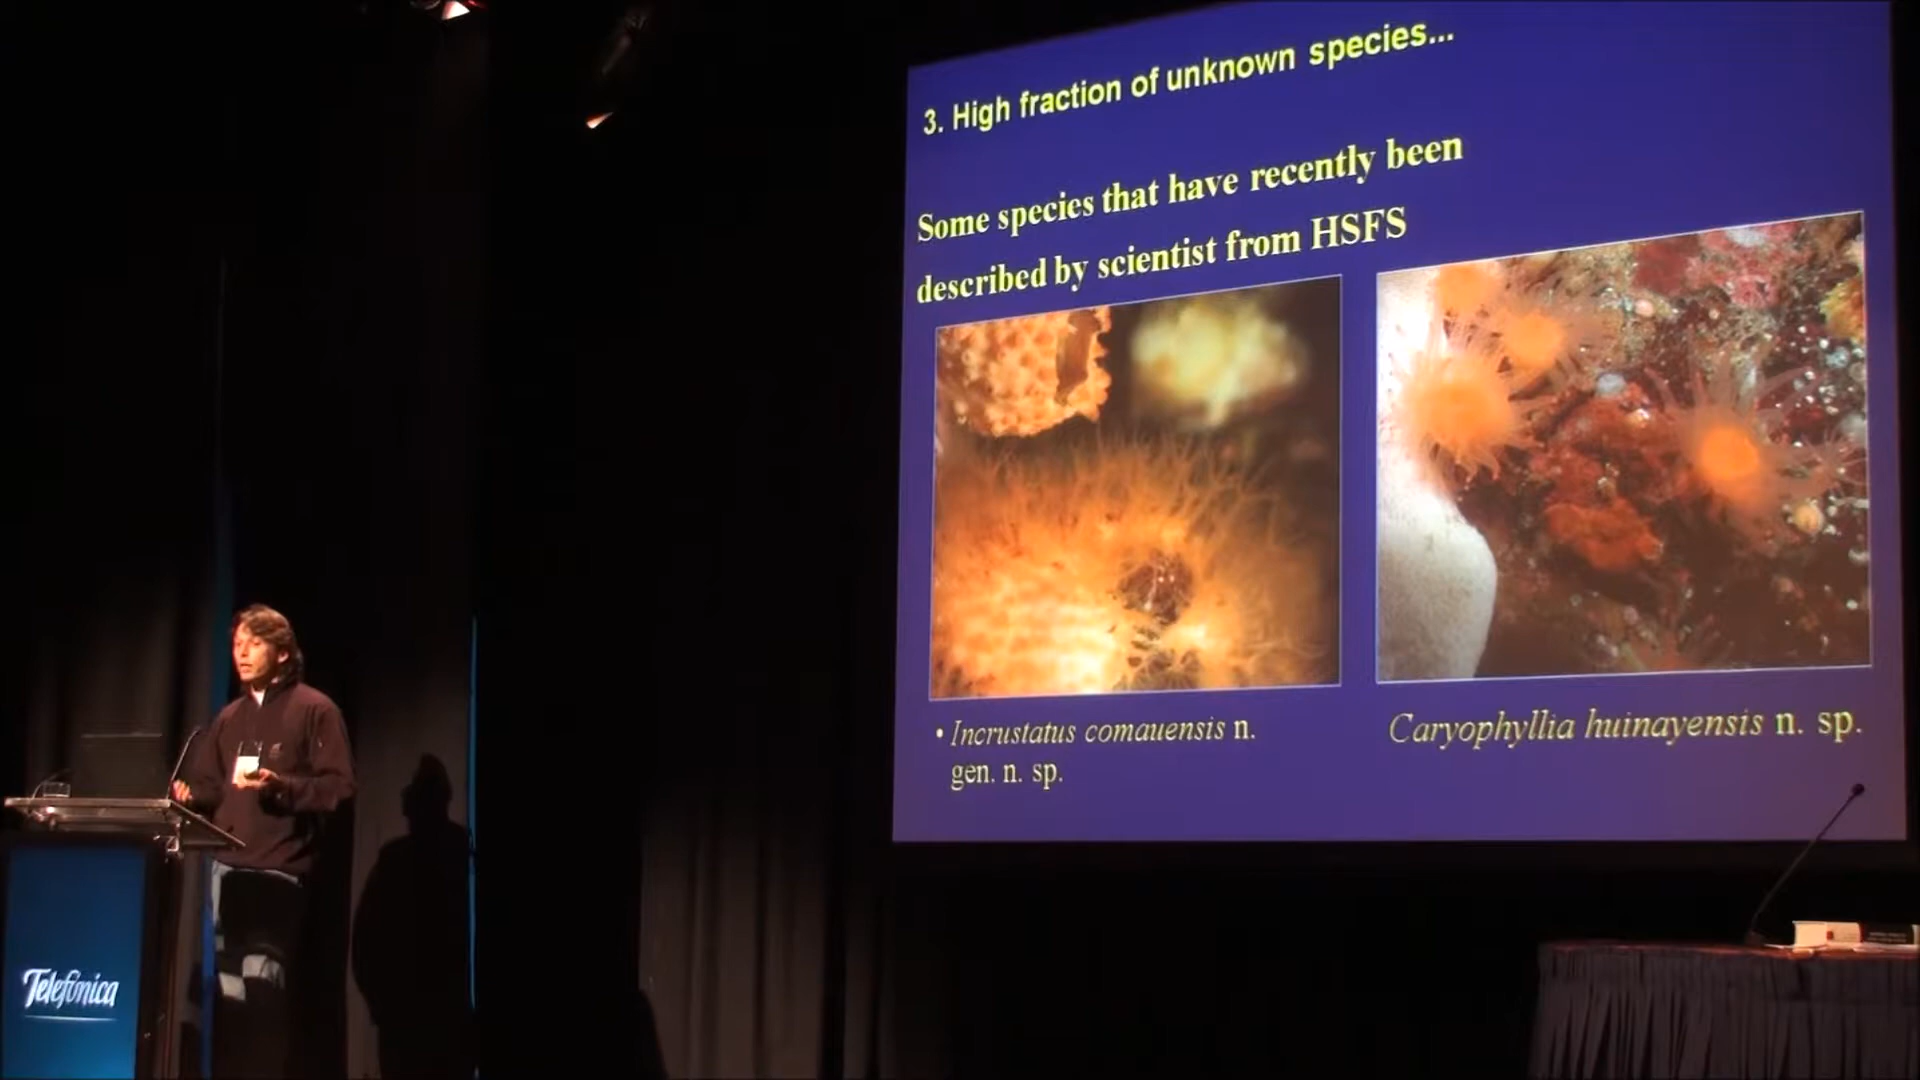 3. High fraction of unknown species...
Some species that have recently been
described by scientist from HSFS
• Incrustatus comauensis n.
gen. n. sp.
Caryophyllia huinayensis n. sp.
Telefónica